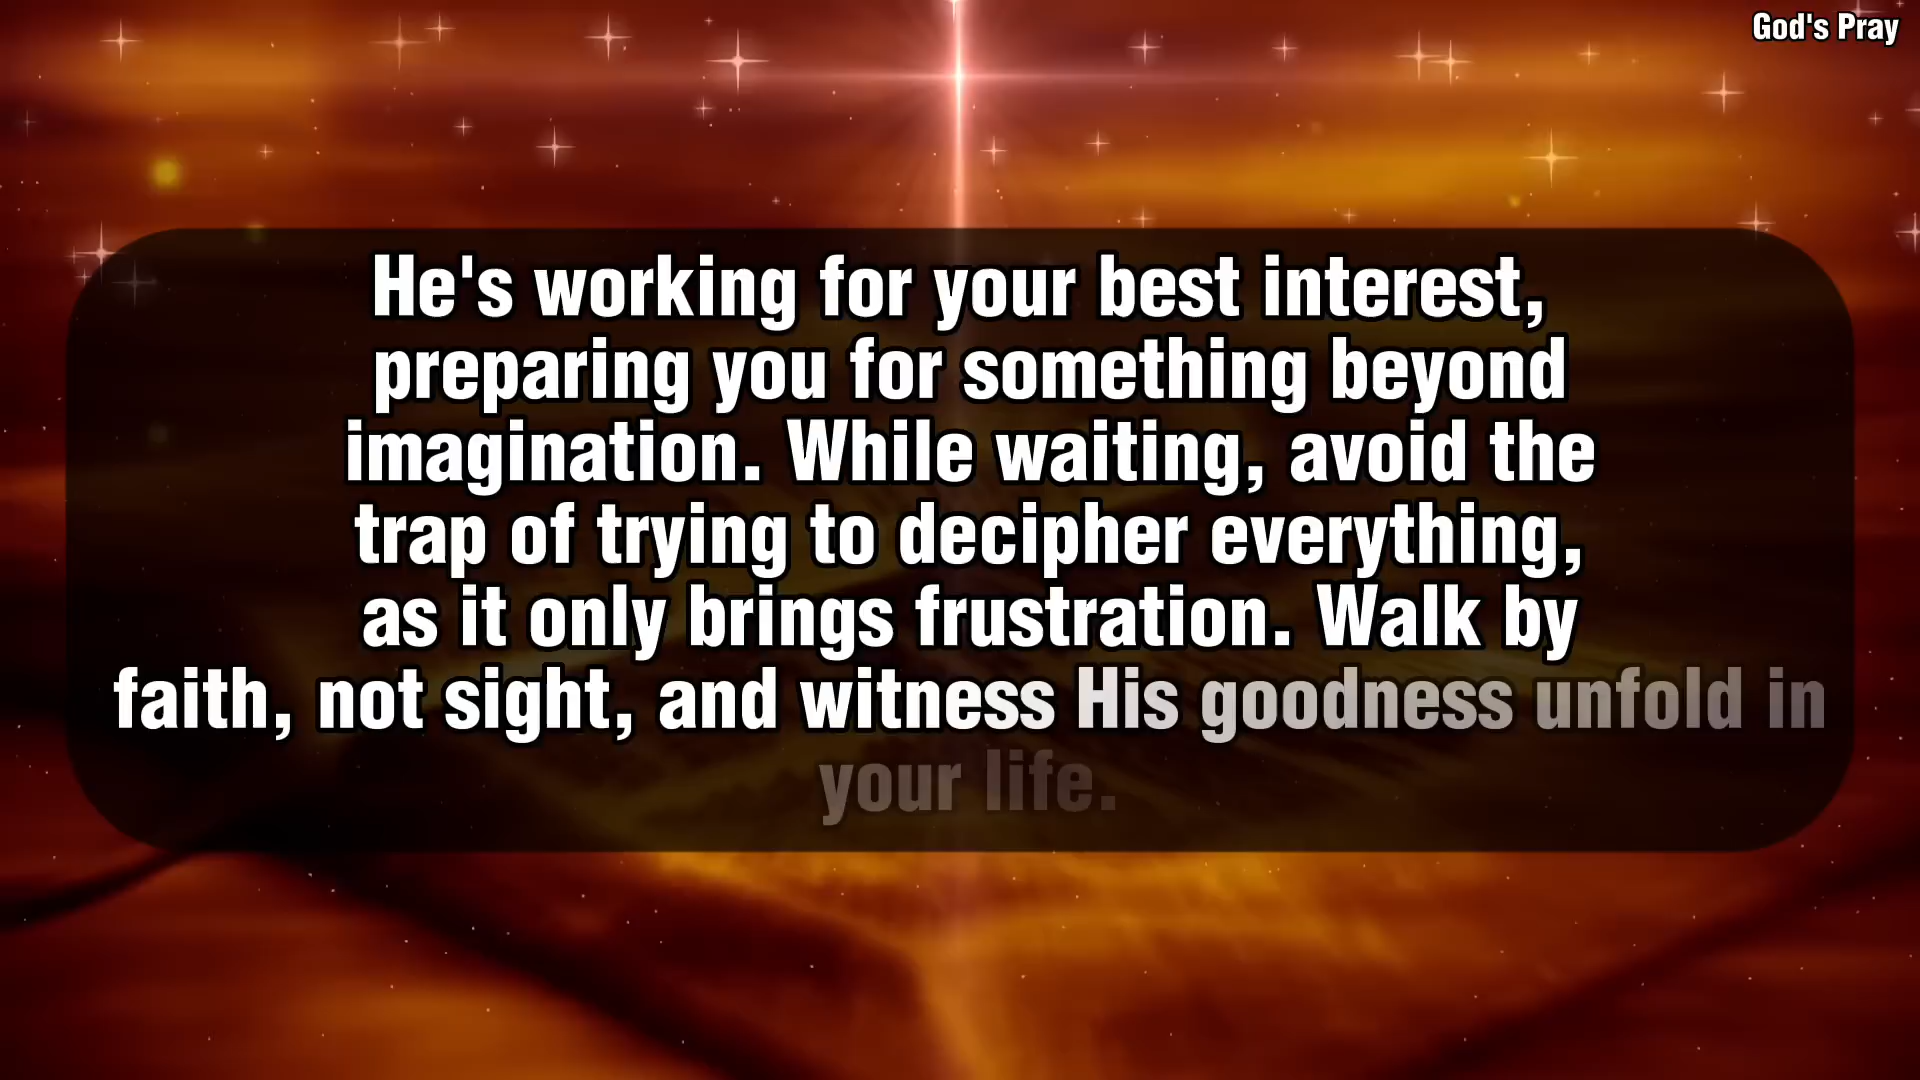 God's Pray
He's working for your best interest,
preparing you for something beyond
imagination. While waiting, avoid the
trap of trying to decipher everything,
as it only brings frustration. Walk by
faith, not sight, and witness His goodness unfold in
your life.